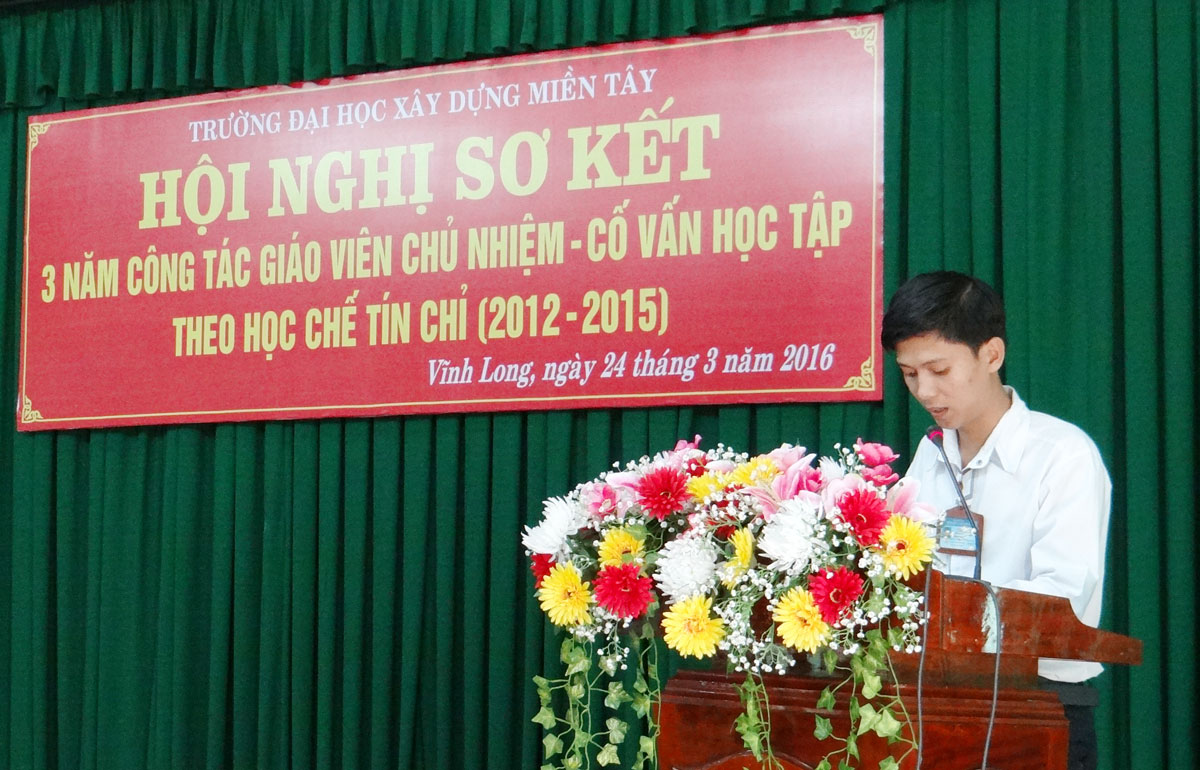 TRƯỜNG ĐẠI HỌC XÂY DỰNG MIỀN TÂY
HỘI NGHỊ SƠ KẾT
3 NĂM CÔNG TÁC GIÁO VIÊN CHỦ NHIỆM - CỐ VẤN HỌC TẬP
THEO HỌC CHẾ TÍN CHỈ (2012 - 2015)
Vĩnh Long, ngày 24 tháng 3 năm 2016